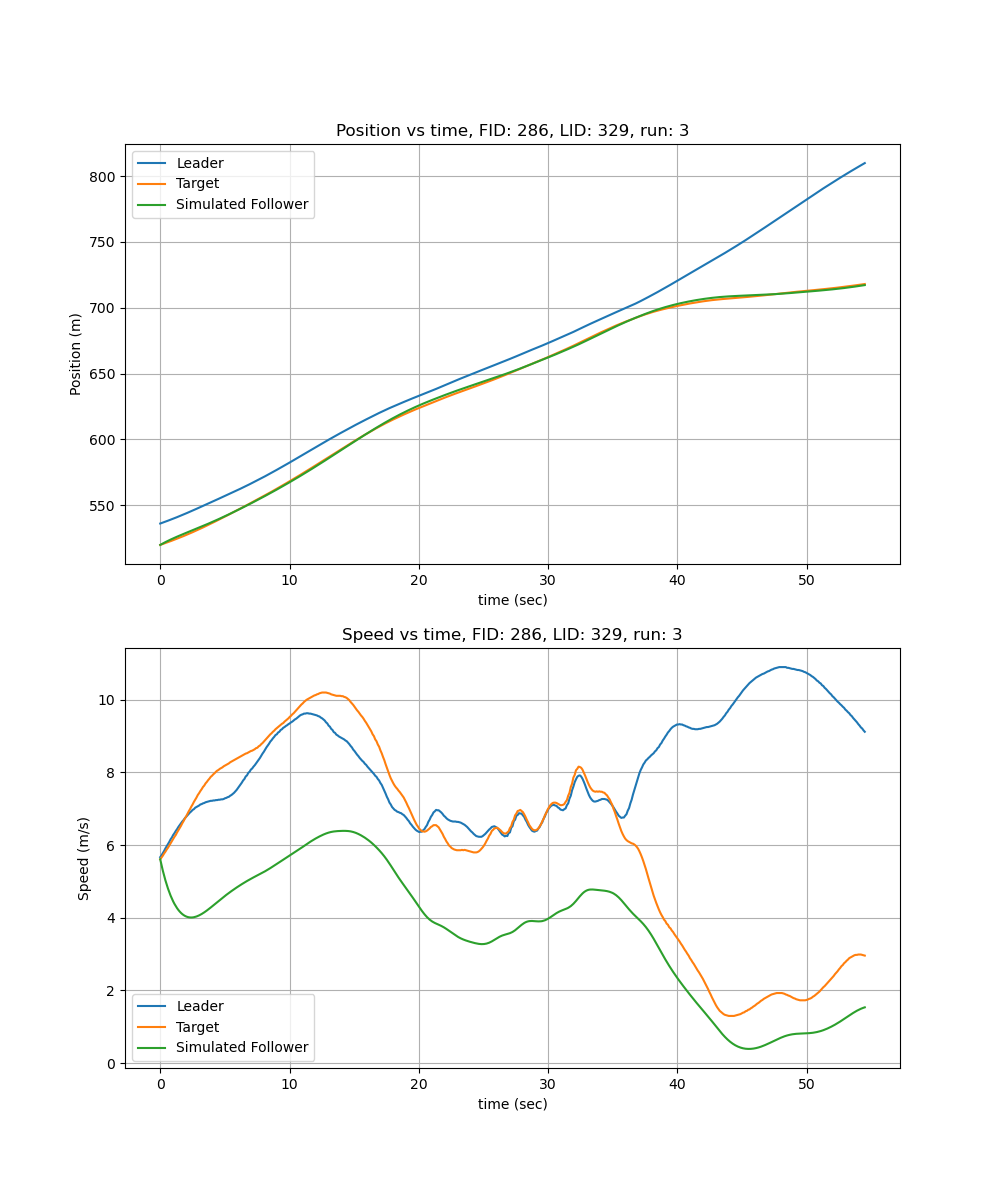 Position vs time, FID: 286, LID: 329, run: 3
Leader
Target
Simulated Follower
800
750
700
650
600
550
Position (m)
0 10 20 30 40 50
time (sec)
Speed vs time, FID: 286, LID: 329, run: 3
10
8
6
4
2
0
Speed (m/s)
Leader
Target
Simulated Follower
0 10 20 30 40 50
time (sec)